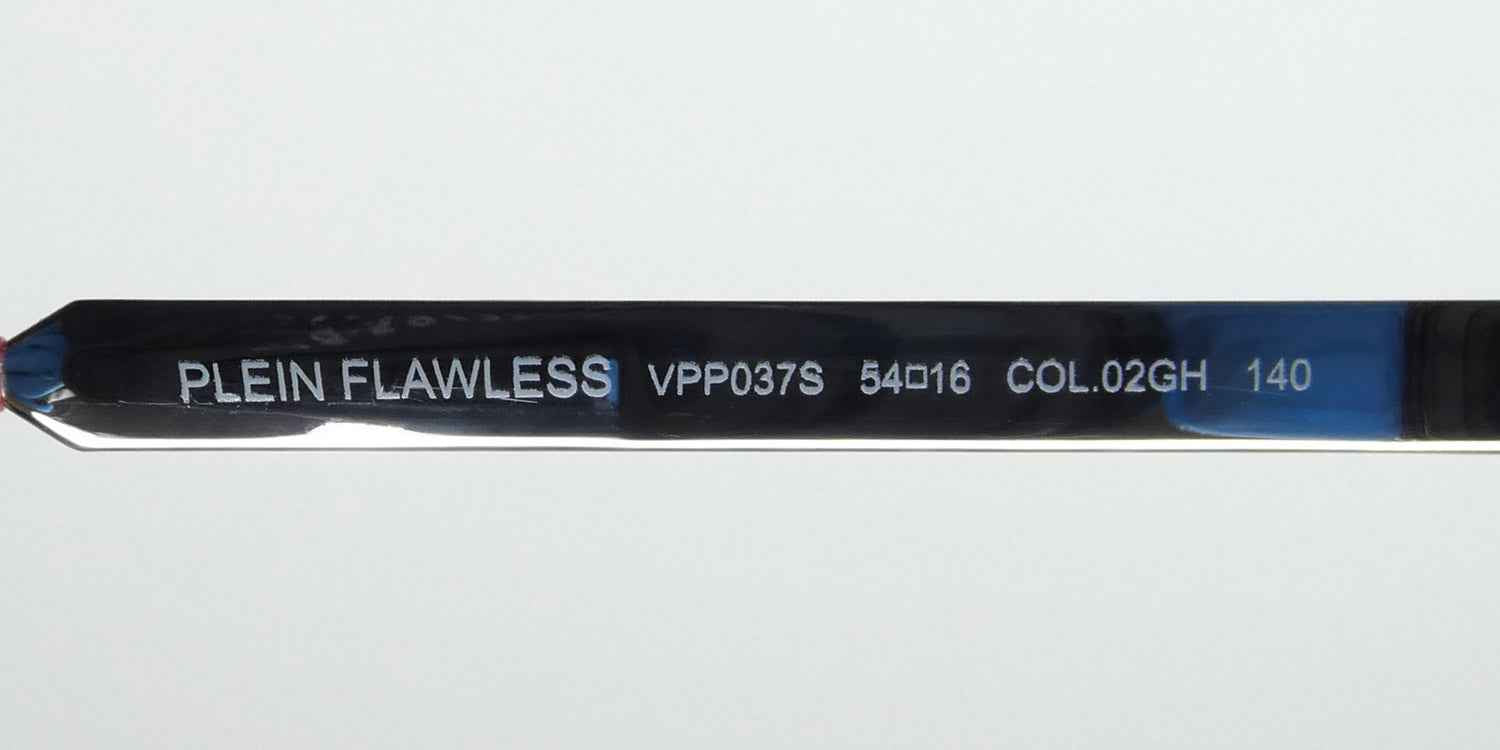 PLEIN FLAWLESS VPP037S 54□16 COL.02GH 140